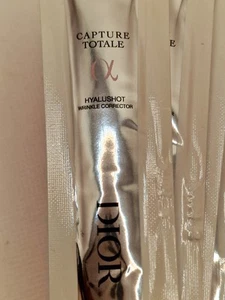 CAPTURE
TOTALE
α
HYALUSHOT
WRINKLE CORRECTOR
DIOR